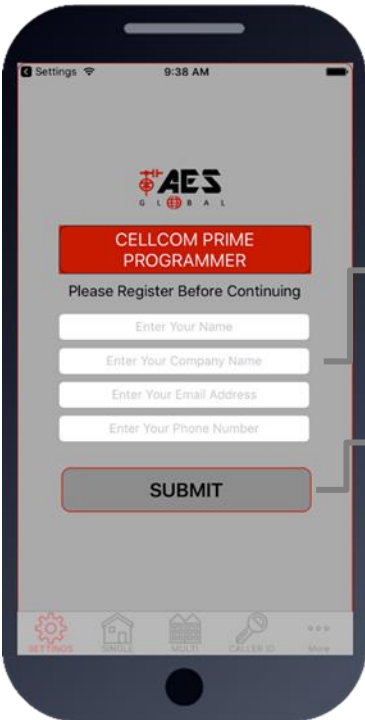 Settings 9:38 AM
AES
GLOBAL
CELLCOM PRIME
PROGRAMMER
Please Register Before Continuing
Enter Your Name
Enter Your Company Name
Enter Your Email Address
Enter Your Phone Number
SUBMIT
SETTINGS SINGLE MULTI CALLER ID More